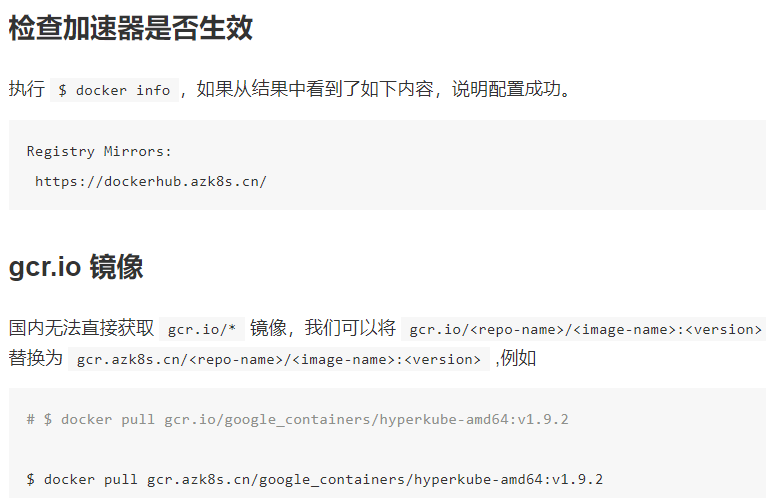 检查加速器是否生效
执行 $ docker info ，如果从结果中看到了如下内容，说明配置成功。
Registry Mirrors:
 https://dockerhub.azk8s.cn/
gcr.io 镜像
国内无法直接获取 gcr.io/* 镜像，我们可以将 gcr.io/<repo-name>/<image-name>:<version>
替换为 gcr.azk8s.cn/<repo-name>/<image-name>:<version> ,例如
# $ docker pull gcr.io/google_containers/hyperkube-amd64:v1.9.2
$ docker pull gcr.azk8s.cn/google_containers/hyperkube-amd64:v1.9.2